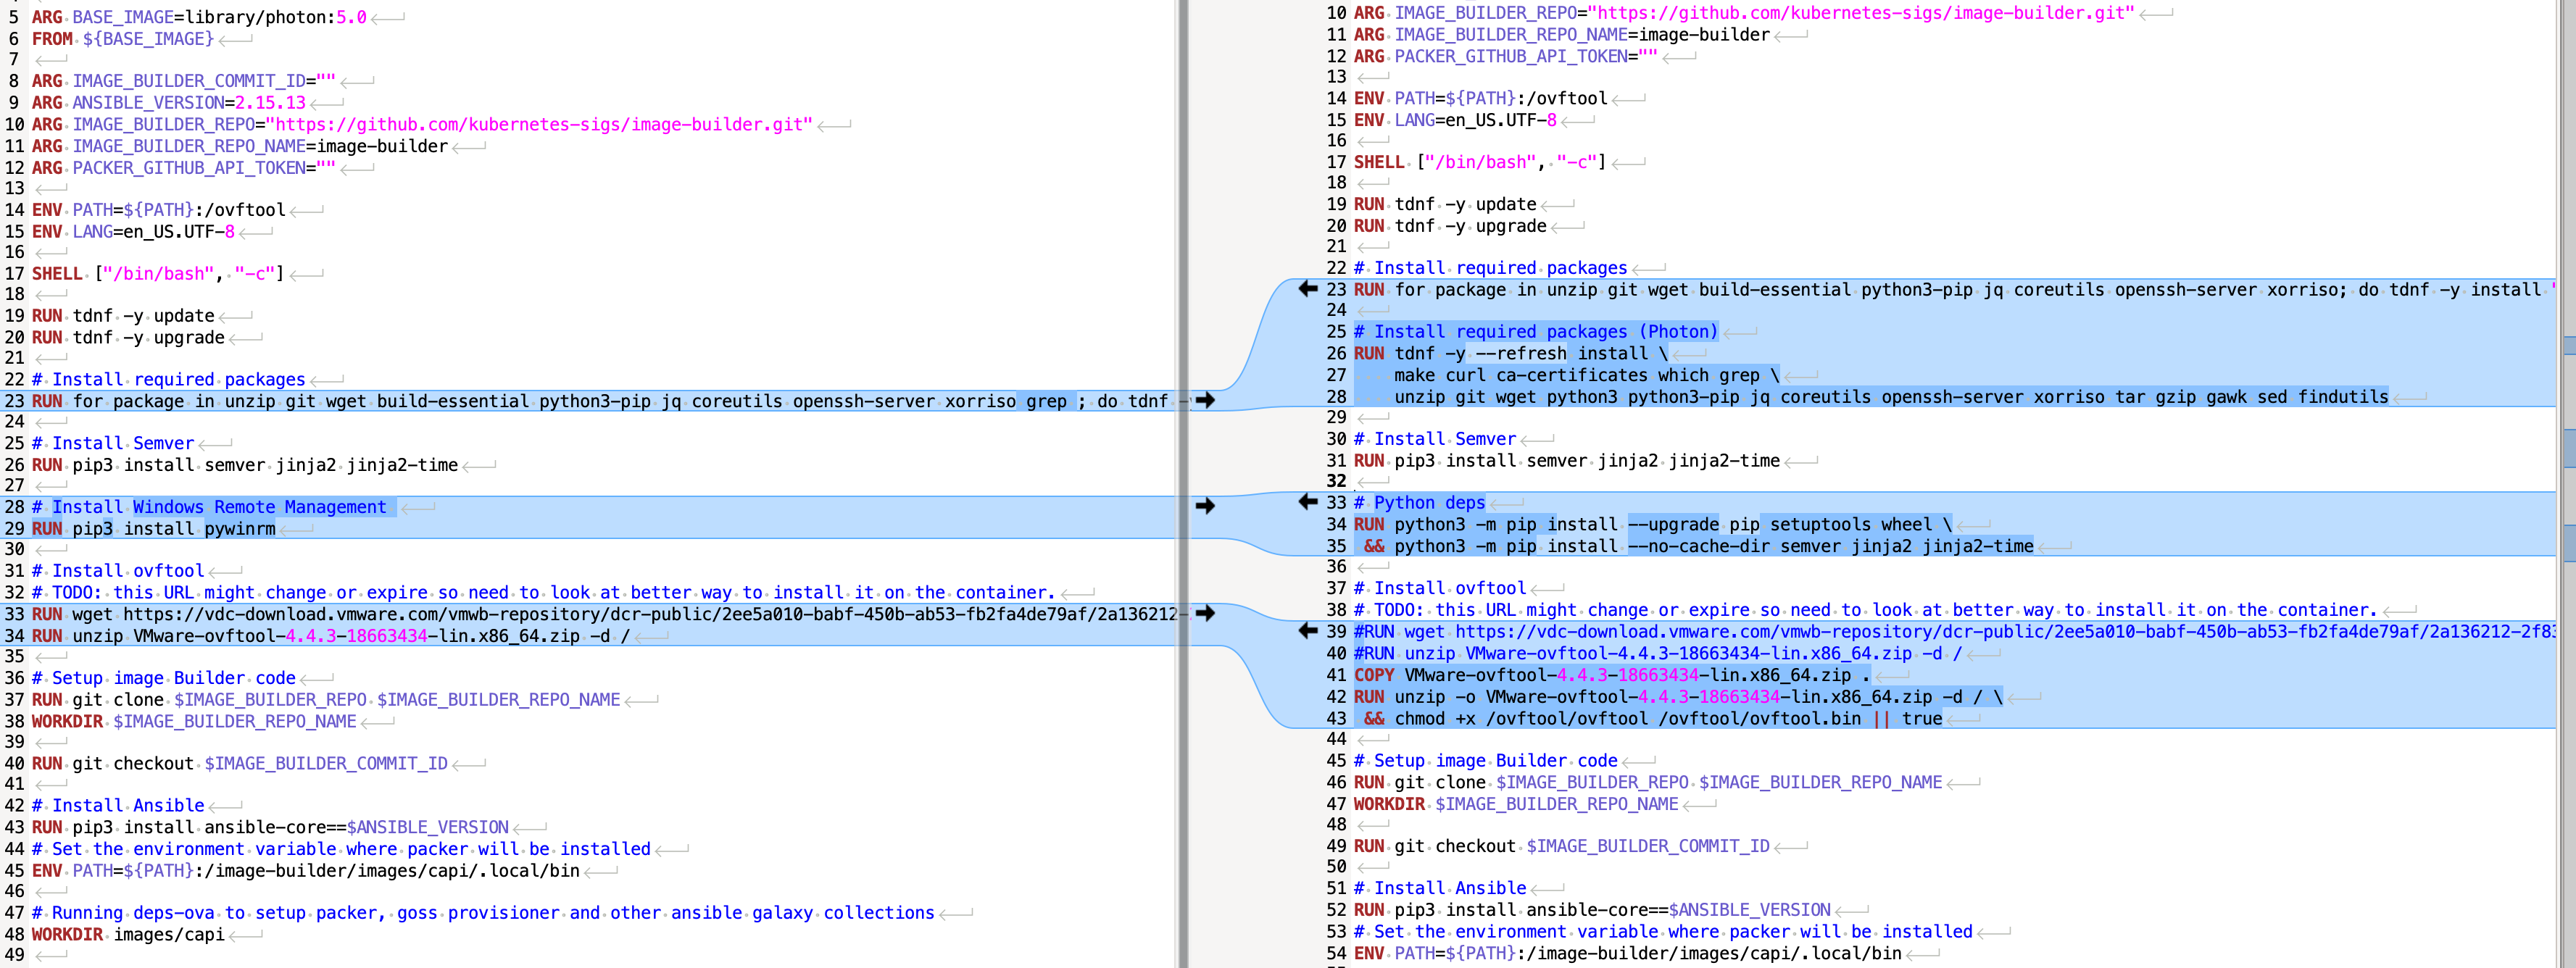 5 ARG BASE_IMAGE=library/photon:5.0
6 FROM ${BASE_IMAGE}
7
8 ARG IMAGE_BUILDER_COMMIT_ID=""
9 ARG ANSIBLE_VERSION=2.15.13
10 ARG IMAGE_BUILDER_REPO="https://github.com/kubernetes-sigs/image-builder.git"
11 ARG IMAGE_BUILDER_REPO_NAME=image-builder
12 ARG PACKER_GITHUB_API_TOKEN=""
13
14 ENV PATH=${PATH}:/ovftool
15 ENV LANG=en_US.UTF-8
16
17 SHELL ["/bin/bash", "-c"]
18
19 RUN tdnf -y update
20 RUN tdnf -y upgrade
21
22 # Install required packages
23 RUN for package in unzip git wget build-essential python3-pip jq coreutils openssh-server xorriso grep ; do tdnf
24
25 # Install Semver
26 RUN pip3 install semver jinja2 jinja2-time
27
28 # Install Windows Remote Management
29 RUN pip3 install pywinrm
30
31 # Install ovftool
32 # TODO: this URL might change or expire so need to look at better way to install it on the container.
33 RUN wget https://vdc-download.vmware.com/vmwb-repository/dcr-public/2ee5a010-babf-450b-ab53-fb2fa4de79af/2a136212-
34 RUN unzip VMware-ovftool-4.4.3-18663434-lin.x86_64.zip -d /
35
36 # Setup image Builder code
37 RUN git clone $IMAGE_BUILDER_REPO $IMAGE_BUILDER_REPO_NAME
38 WORKDIR $IMAGE_BUILDER_REPO_NAME
39
40 RUN git checkout $IMAGE_BUILDER_COMMIT_ID
41
42 # Install Ansible
43 RUN pip3 install ansible-core==$ANSIBLE_VERSION
44 # Set the environment variable where packer will be installed
45 ENV PATH=${PATH}:/image-builder/images/capi/.local/bin
46
47 # Running deps-ova to setup packer, goss provisioner and other ansible galaxy collections
48 WORKDIR images/capi
49
10 ARG IMAGE_BUILDER_REPO="https://github.com/kubernetes-sigs/image-builder.git"
11 ARG IMAGE_BUILDER_REPO_NAME=image-builder
12 ARG PACKER_GITHUB_API_TOKEN=""
13
14 ENV PATH=${PATH}:/ovftool
15 ENV LANG=en_US.UTF-8
16
17 SHELL ["/bin/bash", "-c"]
18
19 RUN tdnf -y update
20 RUN tdnf -y upgrade
21
22 # Install required packages
23 RUN for package in unzip git wget build-essential python3-pip jq coreutils openssh-server xorriso; do tdnf -y install
24
25 # Install required packages (Photon)
26 RUN tdnf -y --refresh install \
27 make curl ca-certificates which grep \
28 unzip git wget python3 python3-pip jq coreutils openssh-server xorriso tar gzip gawk sed findutils
29
30 # Install Semver
31 RUN pip3 install semver jinja2 jinja2-time
32
33 # Python deps
34 RUN python3 -m pip install --upgrade pip setuptools wheel \
35 && python3 -m pip install --no-cache-dir semver jinja2 jinja2-time
36
37 # Install ovftool
38 # TODO: this URL might change or expire so need to look at better way to install it on the container.
39 #RUN wget https://vdc-download.vmware.com/vmwb-repository/dcr-public/2ee5a010-babf-450b-ab53-fb2fa4de79af/2a136212-2f83
40 #RUN unzip VMware-ovftool-4.4.3-18663434-lin.x86_64.zip -d /
41 COPY VMware-ovftool-4.4.3-18663434-lin.x86_64.zip .
42 RUN unzip -o VMware-ovftool-4.4.3-18663434-lin.x86_64.zip -d / \
43 && chmod +x /ovftool/ovftool /ovftool/ovftool.bin || true
44
45 # Setup image Builder code
46 RUN git clone $IMAGE_BUILDER_REPO $IMAGE_BUILDER_REPO_NAME
47 WORKDIR $IMAGE_BUILDER_REPO_NAME
48
49 RUN git checkout $IMAGE_BUILDER_COMMIT_ID
50
51 # Install Ansible
52 RUN pip3 install ansible-core==$ANSIBLE_VERSION
53 # Set the environment variable where packer will be installed
54 ENV PATH=${PATH}:/image-builder/images/capi/.local/bin